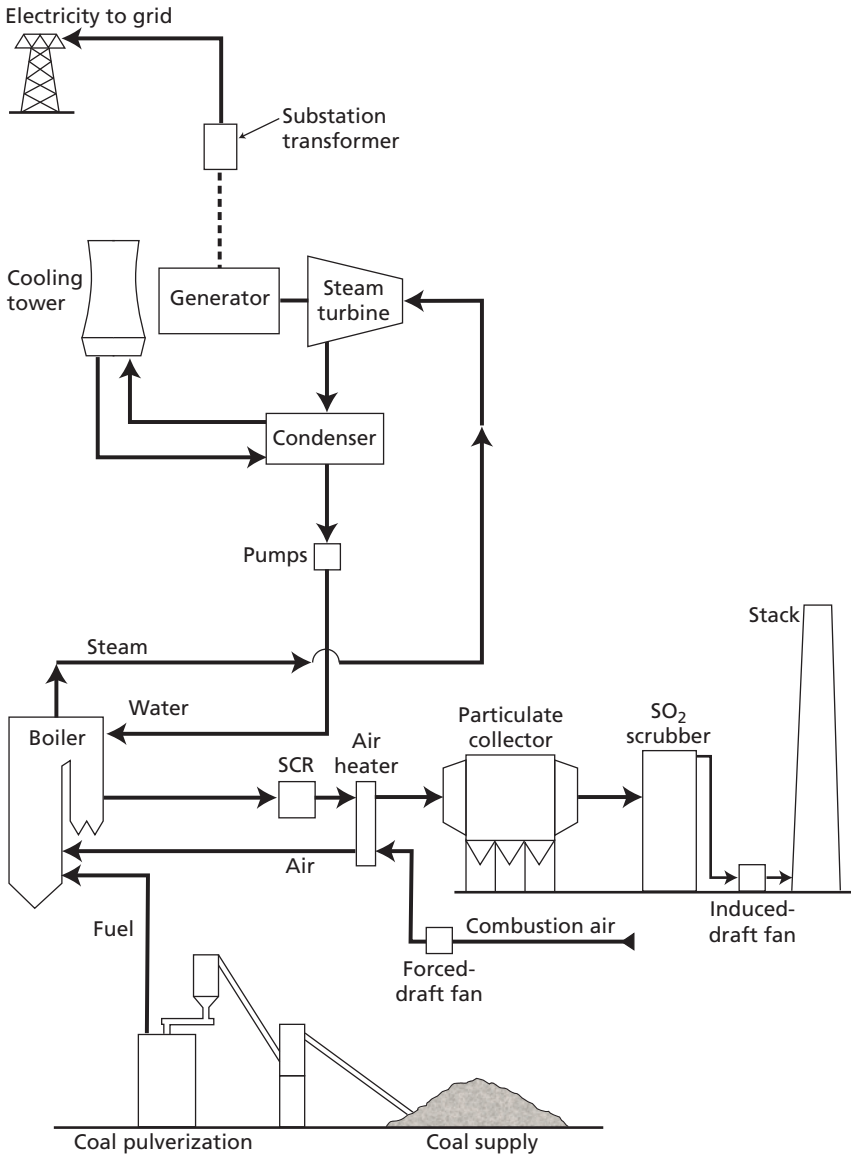 Electricity to grid
Substation
transformer
Cooling
tower
Generator
Steam
turbine
Condenser
Pumps
Stack
Steam
Water
Boiler
SCR
Air
heater
Particulate
collector
SO₂
scrubber
Air
Fuel
Combustion air
Forced-
draft fan
Induced-
draft fan
Coal pulverization
Coal supply